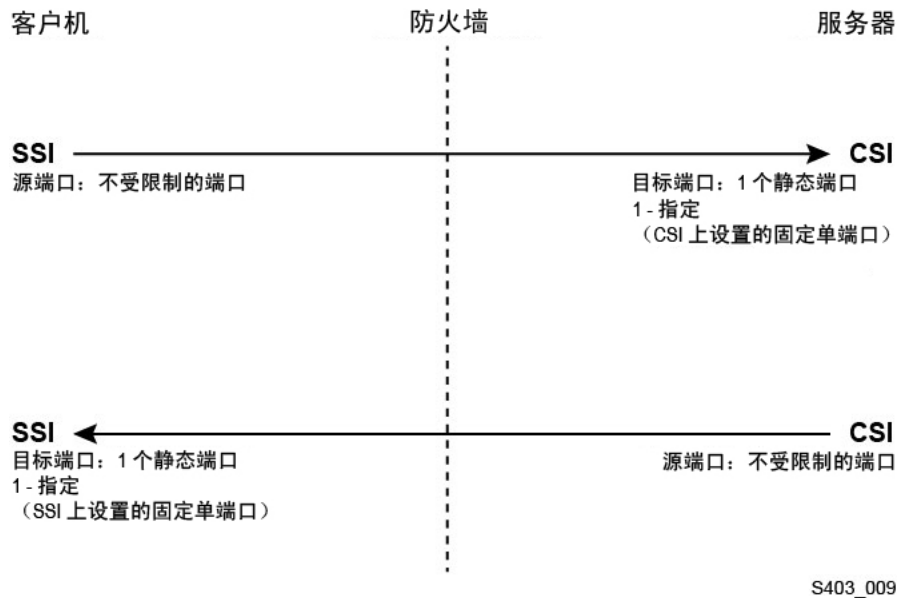 客户机 防火墙 服务器
SSI CSI
源端口：不受限制的端口 目标端口：1 个静态端口
1 - 指定
（CSI 上设置的固定单端口）
SSI CSI
目标端口：1 个静态端口 源端口：不受限制的端口
1 - 指定
（SSI 上设置的固定单端口）
S403_009